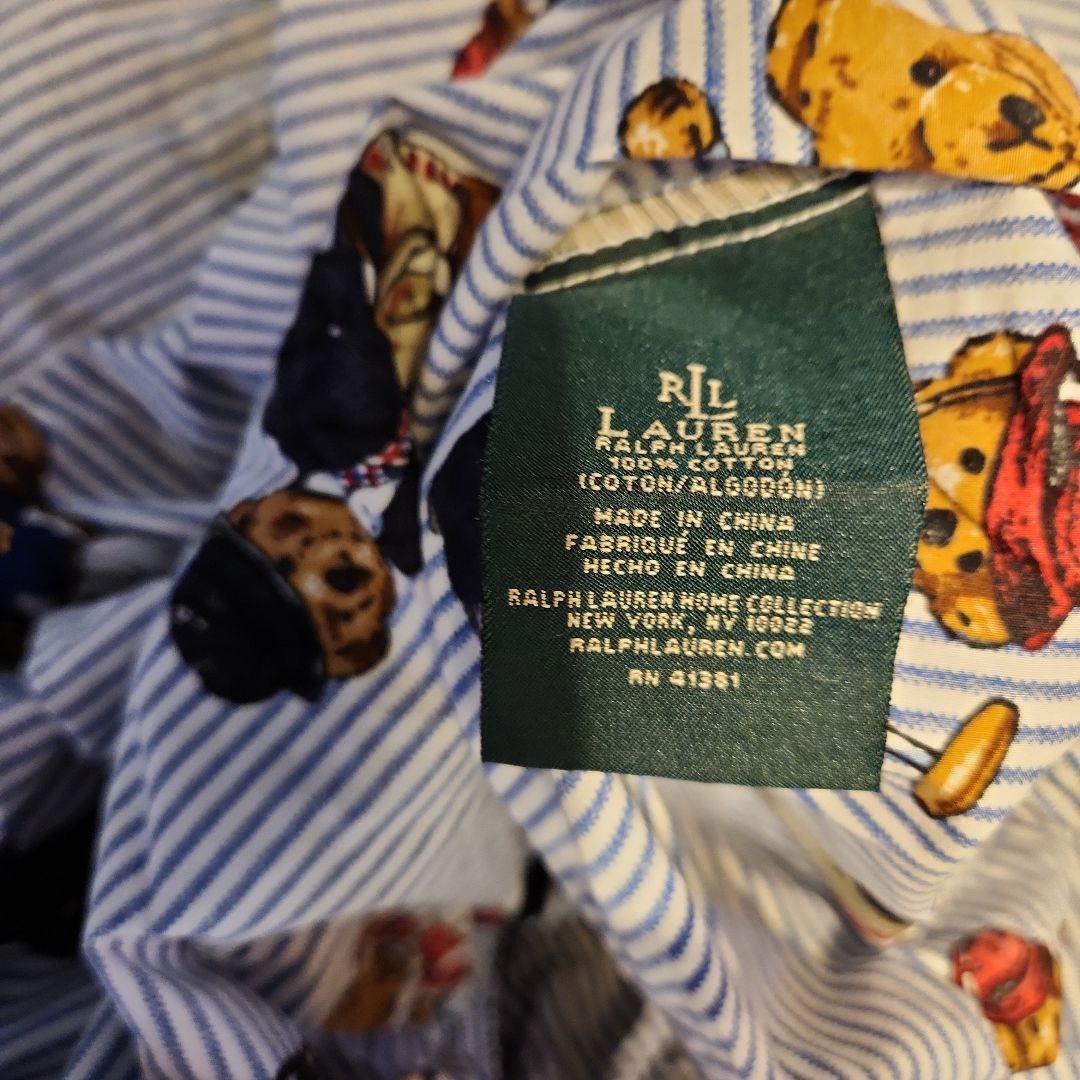 RLL
LAUREN
RALPH LAUREN
100% COTTON
(COTON/ALGODÓN)
MADE IN CHINA
FABRIQUÉ EN CHINE
HECHO EN CHINA
RALPH LAUREN HOME COLLECTION
NEW YORK, NY 10022
RALPHLAUREN.COM
RN 41381